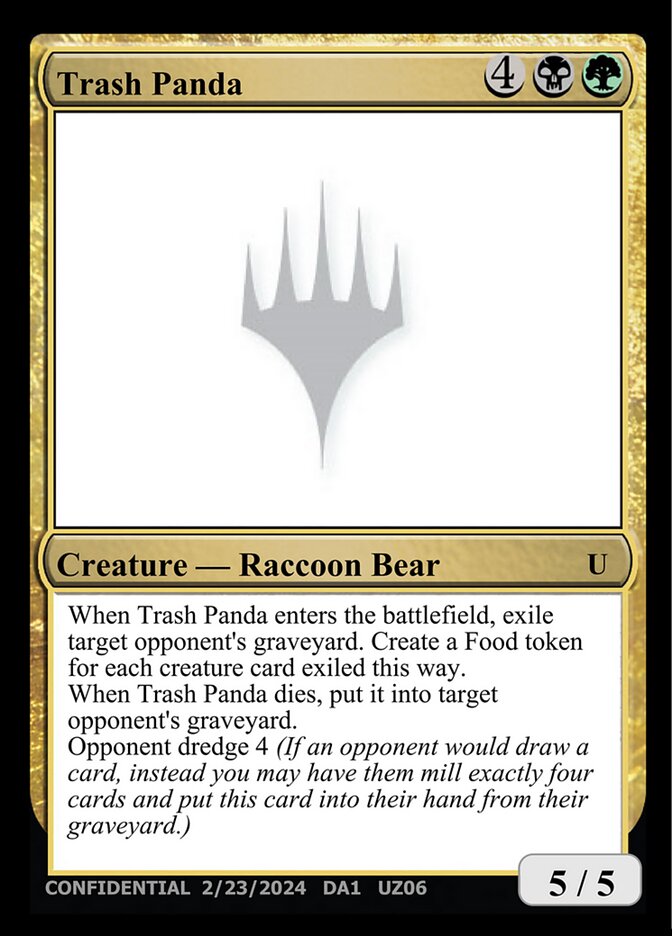 Trash Panda 4
Creature — Raccoon Bear U
When Trash Panda enters the battlefield, exile
target opponent's graveyard. Create a Food token
for each creature card exiled this way.
When Trash Panda dies, put it into target
opponent's graveyard.
Opponent dredge 4 (If an opponent would draw a
card, instead you may have them mill exactly four
cards and put this card into their hand from their
graveyard.)
5 / 5
CONFIDENTIAL 2/23/2024 DA1 UZ06